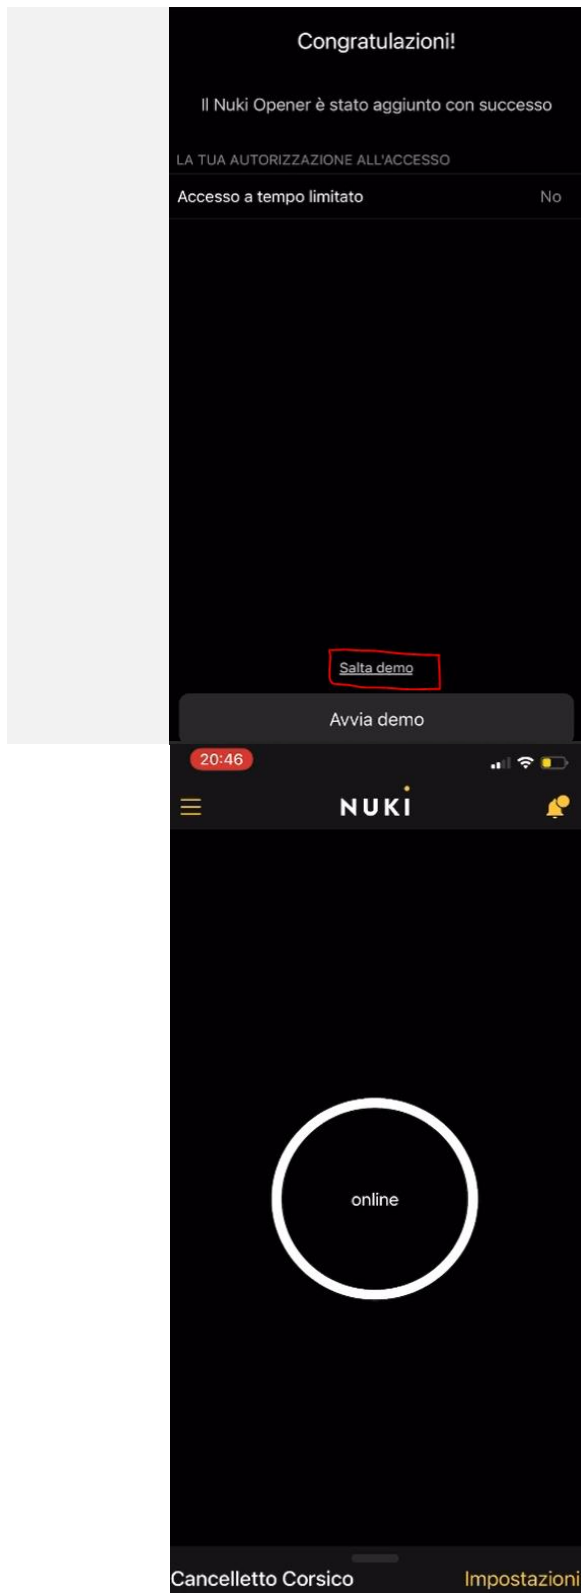 Congratulazioni!
Il Nuki Opener è stato aggiunto con successo
LA TUA AUTORIZZAZIONE ALL'ACCESSO
Accesso a tempo limitato No
Salta demo
Avvia demo
20:46
NUKI
online
Cancelletto Corsico Impostazioni